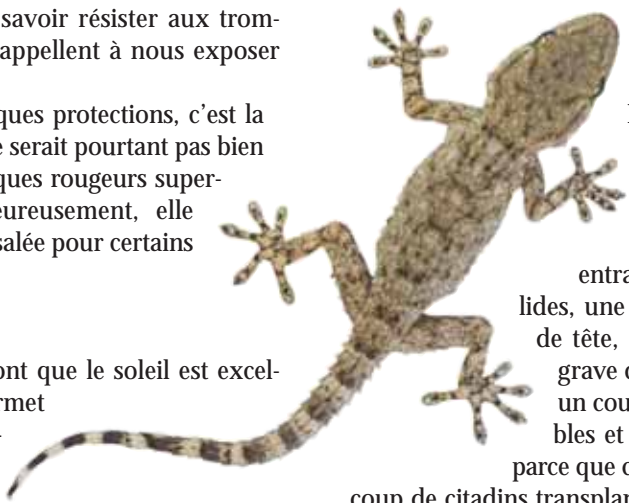 savoir résister aux trom-
appellent à nous exposer
ques protections, c'est la
e serait pourtant pas bien
ques rougeurs super-
eureusement, elle
salée pour certains
ont que le soleil est excel-
rmet
entra
lides, une
de tête,
grave c
un cou
bles et
parce que c
coup de citadins transplan